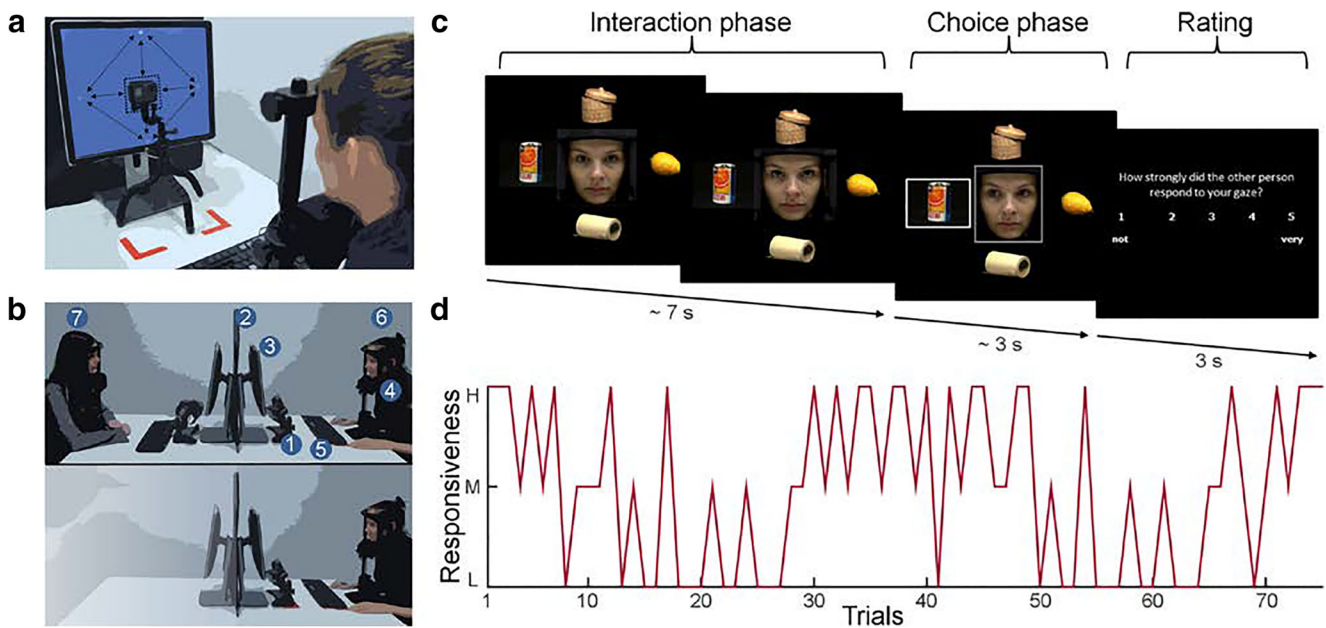 a
b
7
2
3
6
4
1
5
c
Interaction phase
Choice phase
Rating
How strongly did the other person
respond to your gaze?
1 2 3 4 5
not very
~ 7 s
~ 3 s
3 s
d
Responsiveness
H
M
L
1 10 20 30 40 50 60 70
Trials